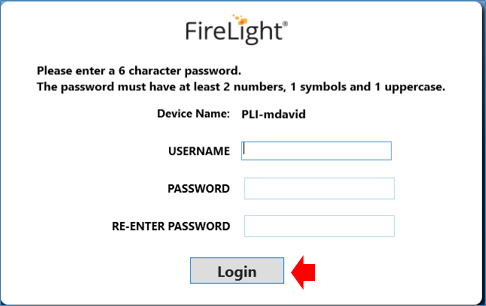 FireLight®
Please enter a 6 character password.
The password must have at least 2 numbers, 1 symbols and 1 uppercase.
Device Name: PLI-mdavid
USERNAME
PASSWORD
RE-ENTER PASSWORD
Login